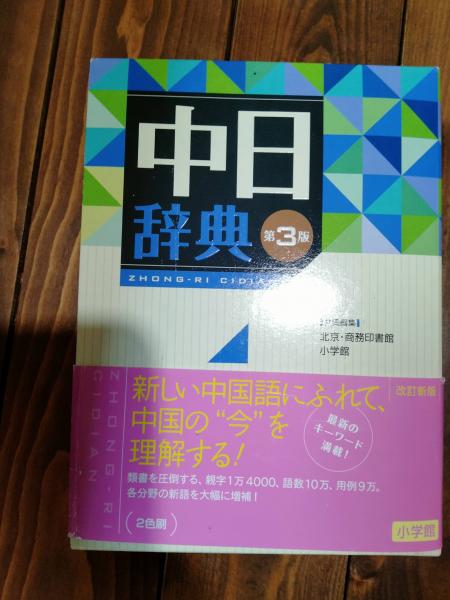 中日
辞典
第3版
ZHONG-RI CIDIAN
北京・商務印書館
小学館
ZHONG-RI
CIDIAN
新しい中国語にふれて、
中国の“今”を
理解する!
改訂新版
最新の
キーワード
満載!
類書を圧倒する、親字1万4000、語数10万、用例9万。
各分野の新語を大幅に増補!
2色刷
小学館